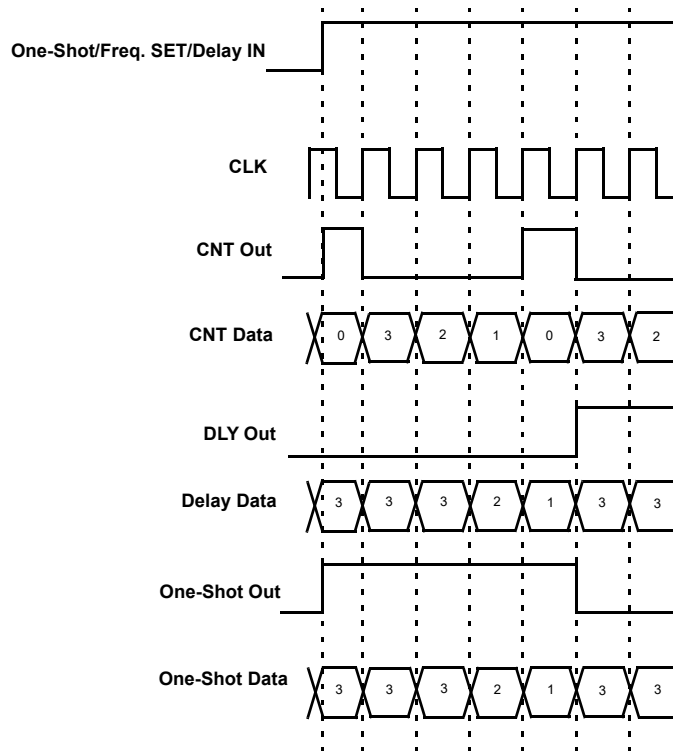 One-Shot/Freq. SET/Delay IN
CLK
CNT Out
CNT Data 0 3 2 1 0 3 2
DLY Out
Delay Data 3 3 3 2 1 3 3
One-Shot Out
One-Shot Data 3 3 3 2 1 3 3